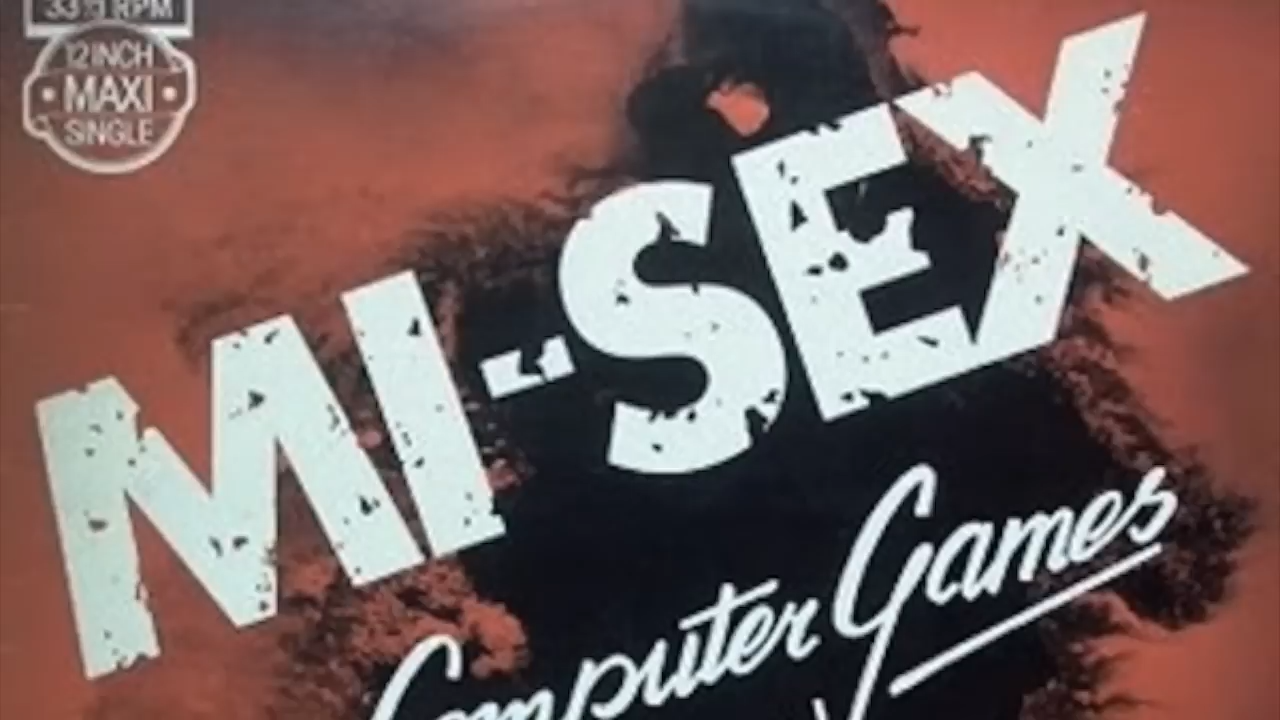 33⅓ RPM
12 INCH
MAXI
SINGLE
MI-SEX
Computer Games